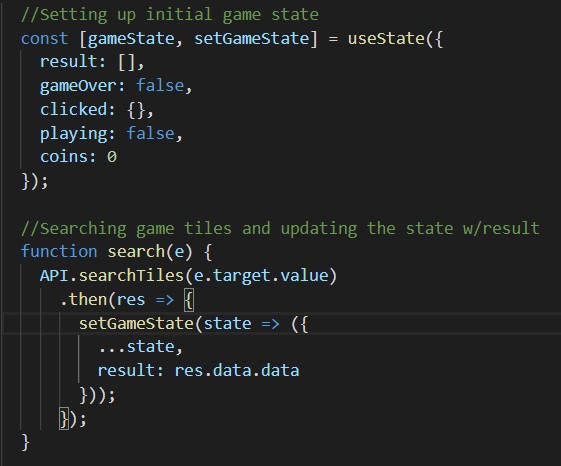 //Setting up initial game state
const [gameState, setGameState] = useState({
  result: [],
  gameOver: false,
  clicked: {},
  playing: false,
  coins: 0
});

//Searching game tiles and updating the state w/result
function search(e) {
  API.searchTiles(e.target.value)
    .then(res => {
      setGameState(state => ({
        ...state,
        result: res.data.data
      }));
    });
}